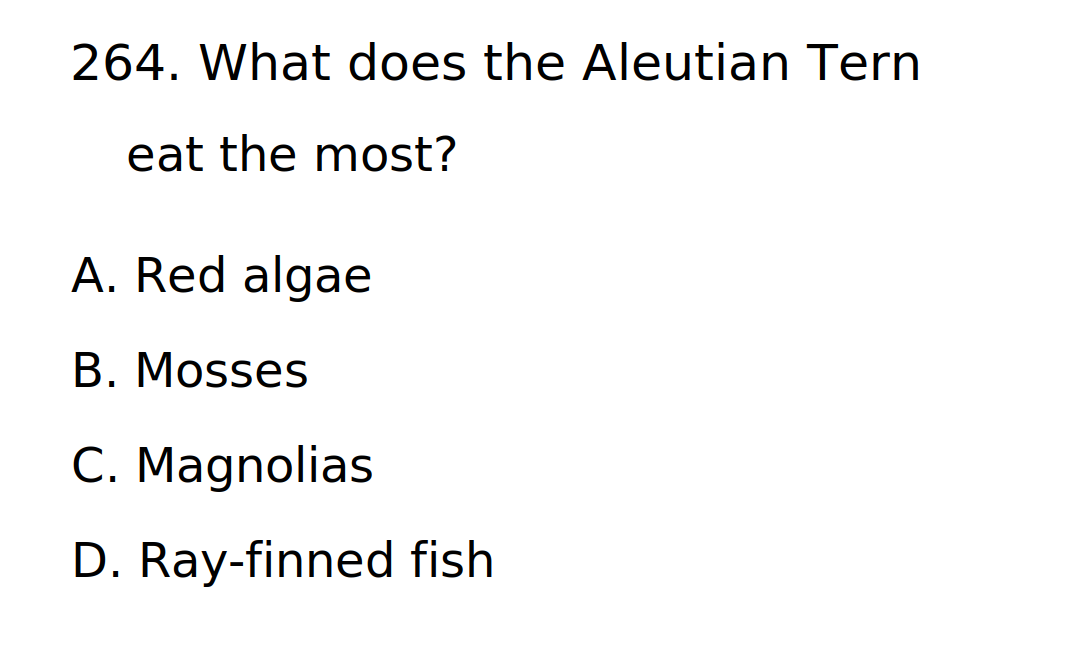 264. What does the Aleutian Tern
eat the most?
A. Red algae
B. Mosses
C. Magnolias
D. Ray-finned fish